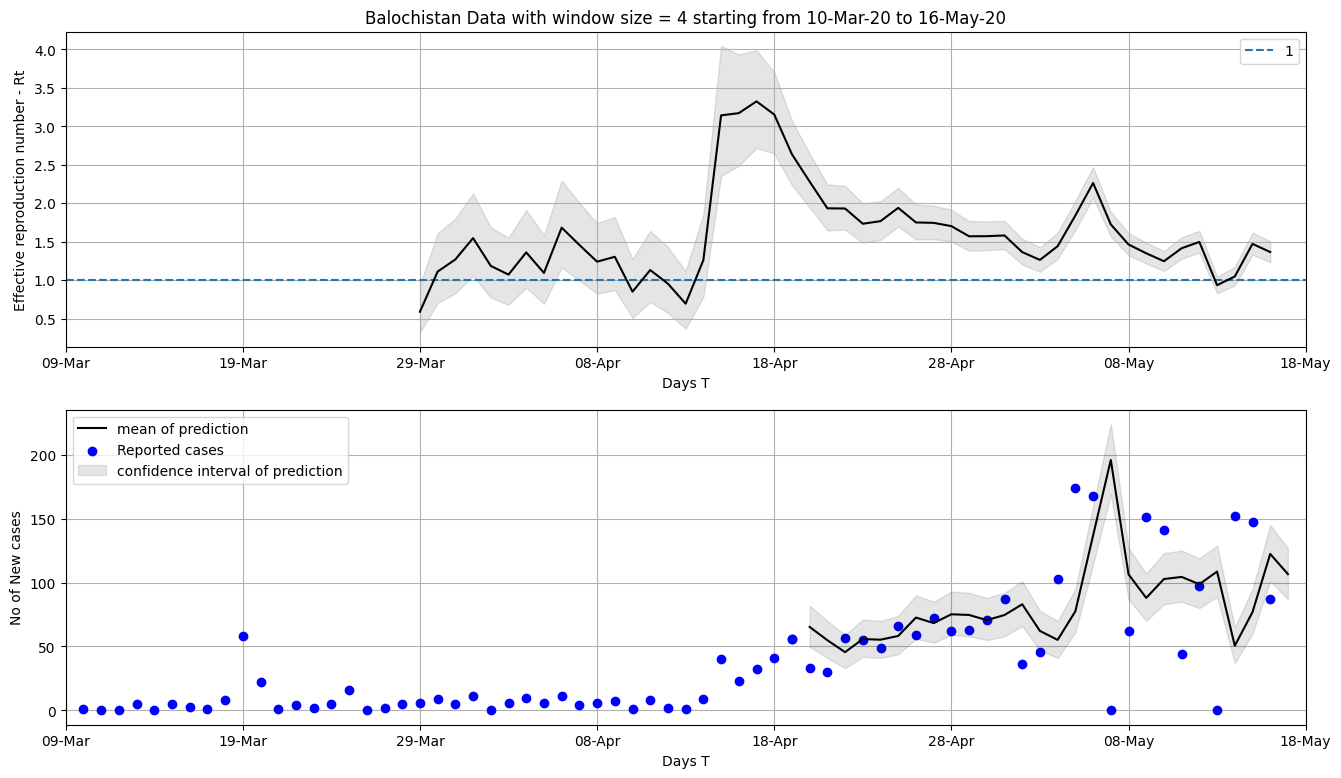 Balochistan Data with window size = 4 starting from 10-Mar-20 to 16-May-20
Effective reproduction number - Rt
4.0
3.5
3.0
2.5
2.0
1.5
1.0
0.5
1
09-Mar
19-Mar
29-Mar
08-Apr
18-Apr
28-Apr
08-May
18-May
Days T
No of New cases
200
150
100
50
0
mean of prediction
Reported cases
confidence interval of prediction
09-Mar
19-Mar
29-Mar
08-Apr
18-Apr
28-Apr
08-May
18-May
Days T